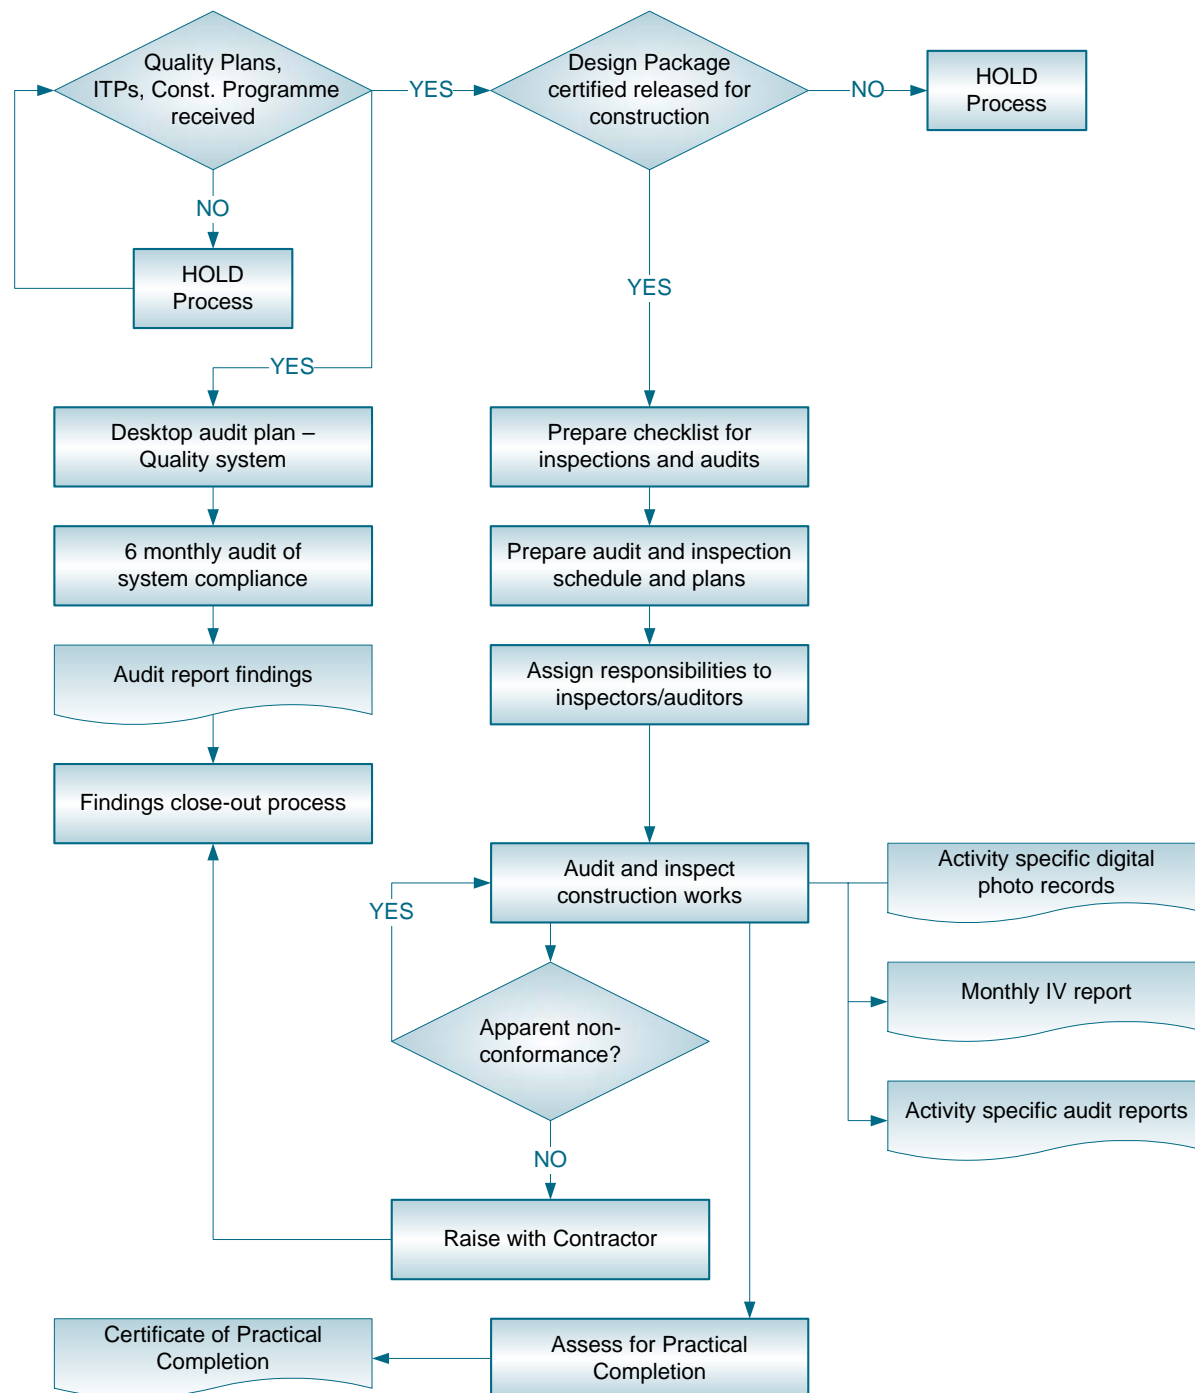 Quality Plans,
ITPs, Const. Programme
received
YES
Design Package
certified released for
construction
NO
HOLD
Process
NO
HOLD
Process
YES
YES
Desktop audit plan –
Quality system
Prepare checklist for
inspections and audits
6 monthly audit of
system compliance
Prepare audit and inspection
schedule and plans
Audit report findings
Assign responsibilities to
inspectors/auditors
Findings close-out process
Audit and inspect
construction works
Activity specific digital
photo records
YES
Monthly IV report
Apparent non-
conformance?
Activity specific audit reports
NO
Raise with Contractor
Certificate of Practical
Completion
Assess for Practical
Completion